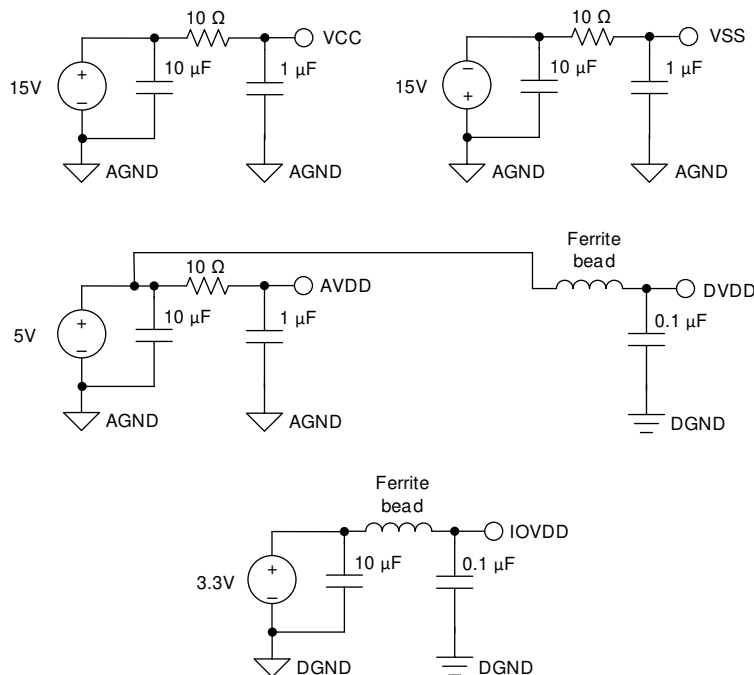 10 Ω
VCC
15V
+
−
10 µF
1 µF
AGND
AGND
10 Ω
VSS
15V
−
+
10 µF
1 µF
AGND
AGND
Ferrite
bead
10 Ω
AVDD
DVDD
5V
+
−
10 µF
1 µF
0.1 µF
AGND
AGND
DGND
Ferrite
bead
IOVDD
3.3V
+
−
10 µF
0.1 µF
DGND
DGND